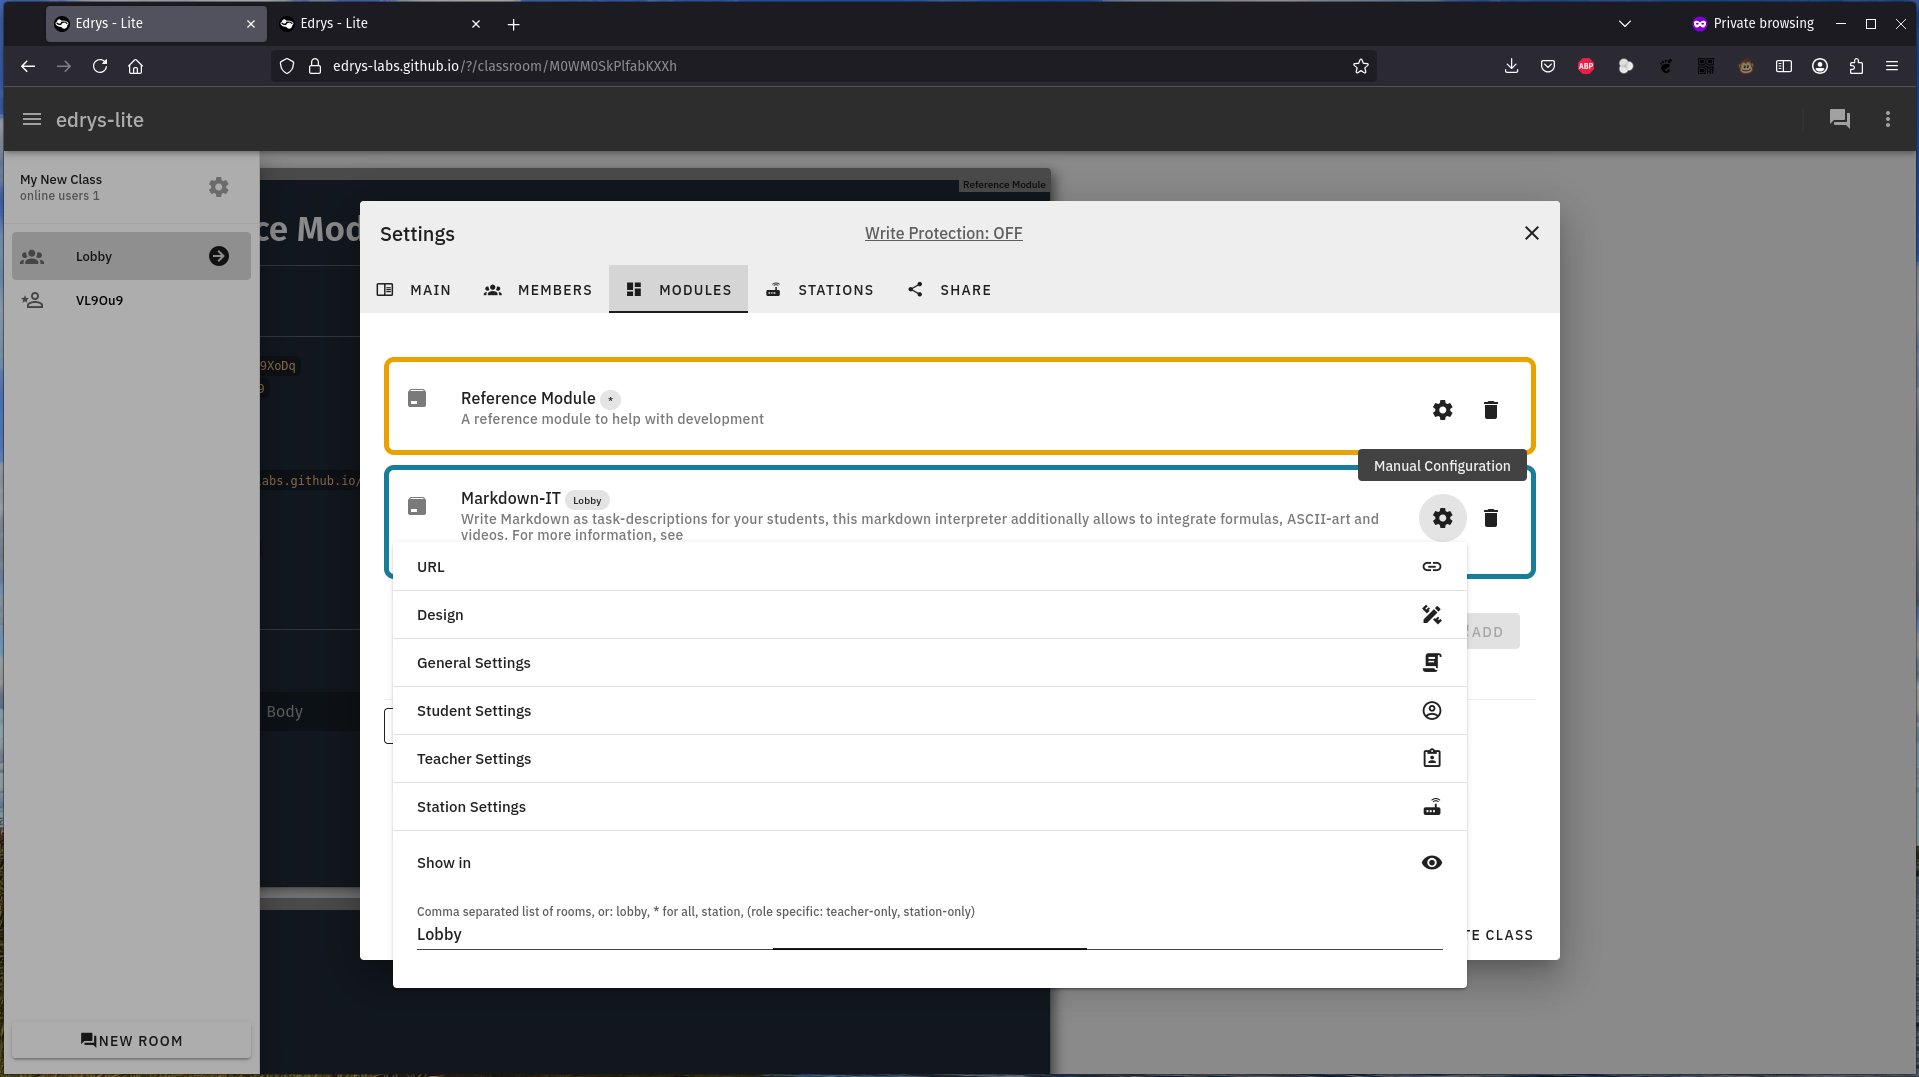 Edrys - Lite
Edrys - Lite
Private browsing
edrys-labs.github.io/?/classroom/M0WM0SkPlfabKXXh
ABP
edrys-lite
My New Class
online users 1
Lobby
VL9Ou9
NEW ROOM
Reference Module
ce Mod
9XoDq
9
abs.github.io/
Body
Settings
Write Protection: OFF
MAIN
MEMBERS
MODULES
STATIONS
SHARE
Reference Module *
A reference module to help with development
Manual Configuration
Markdown-IT Lobby
Write Markdown as task-descriptions for your students, this markdown interpreter additionally allows to integrate formulas, ASCII-art and
videos. For more information, see
URL
Design
ADD
General Settings
Student Settings
Teacher Settings
Station Settings
Show in
Comma separated list of rooms, or: lobby, * for all, station, (role specific: teacher-only, station-only)
Lobby
TE CLASS